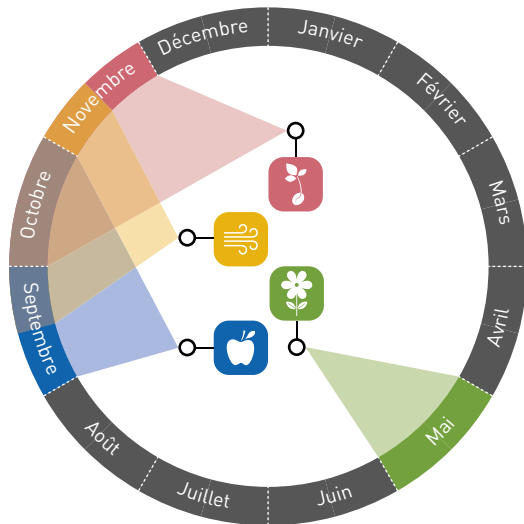 Janvier
Février
Mars
Avril
Mai
Juin
Juillet
Août
Septembre
Octobre
Novembre
Décembre